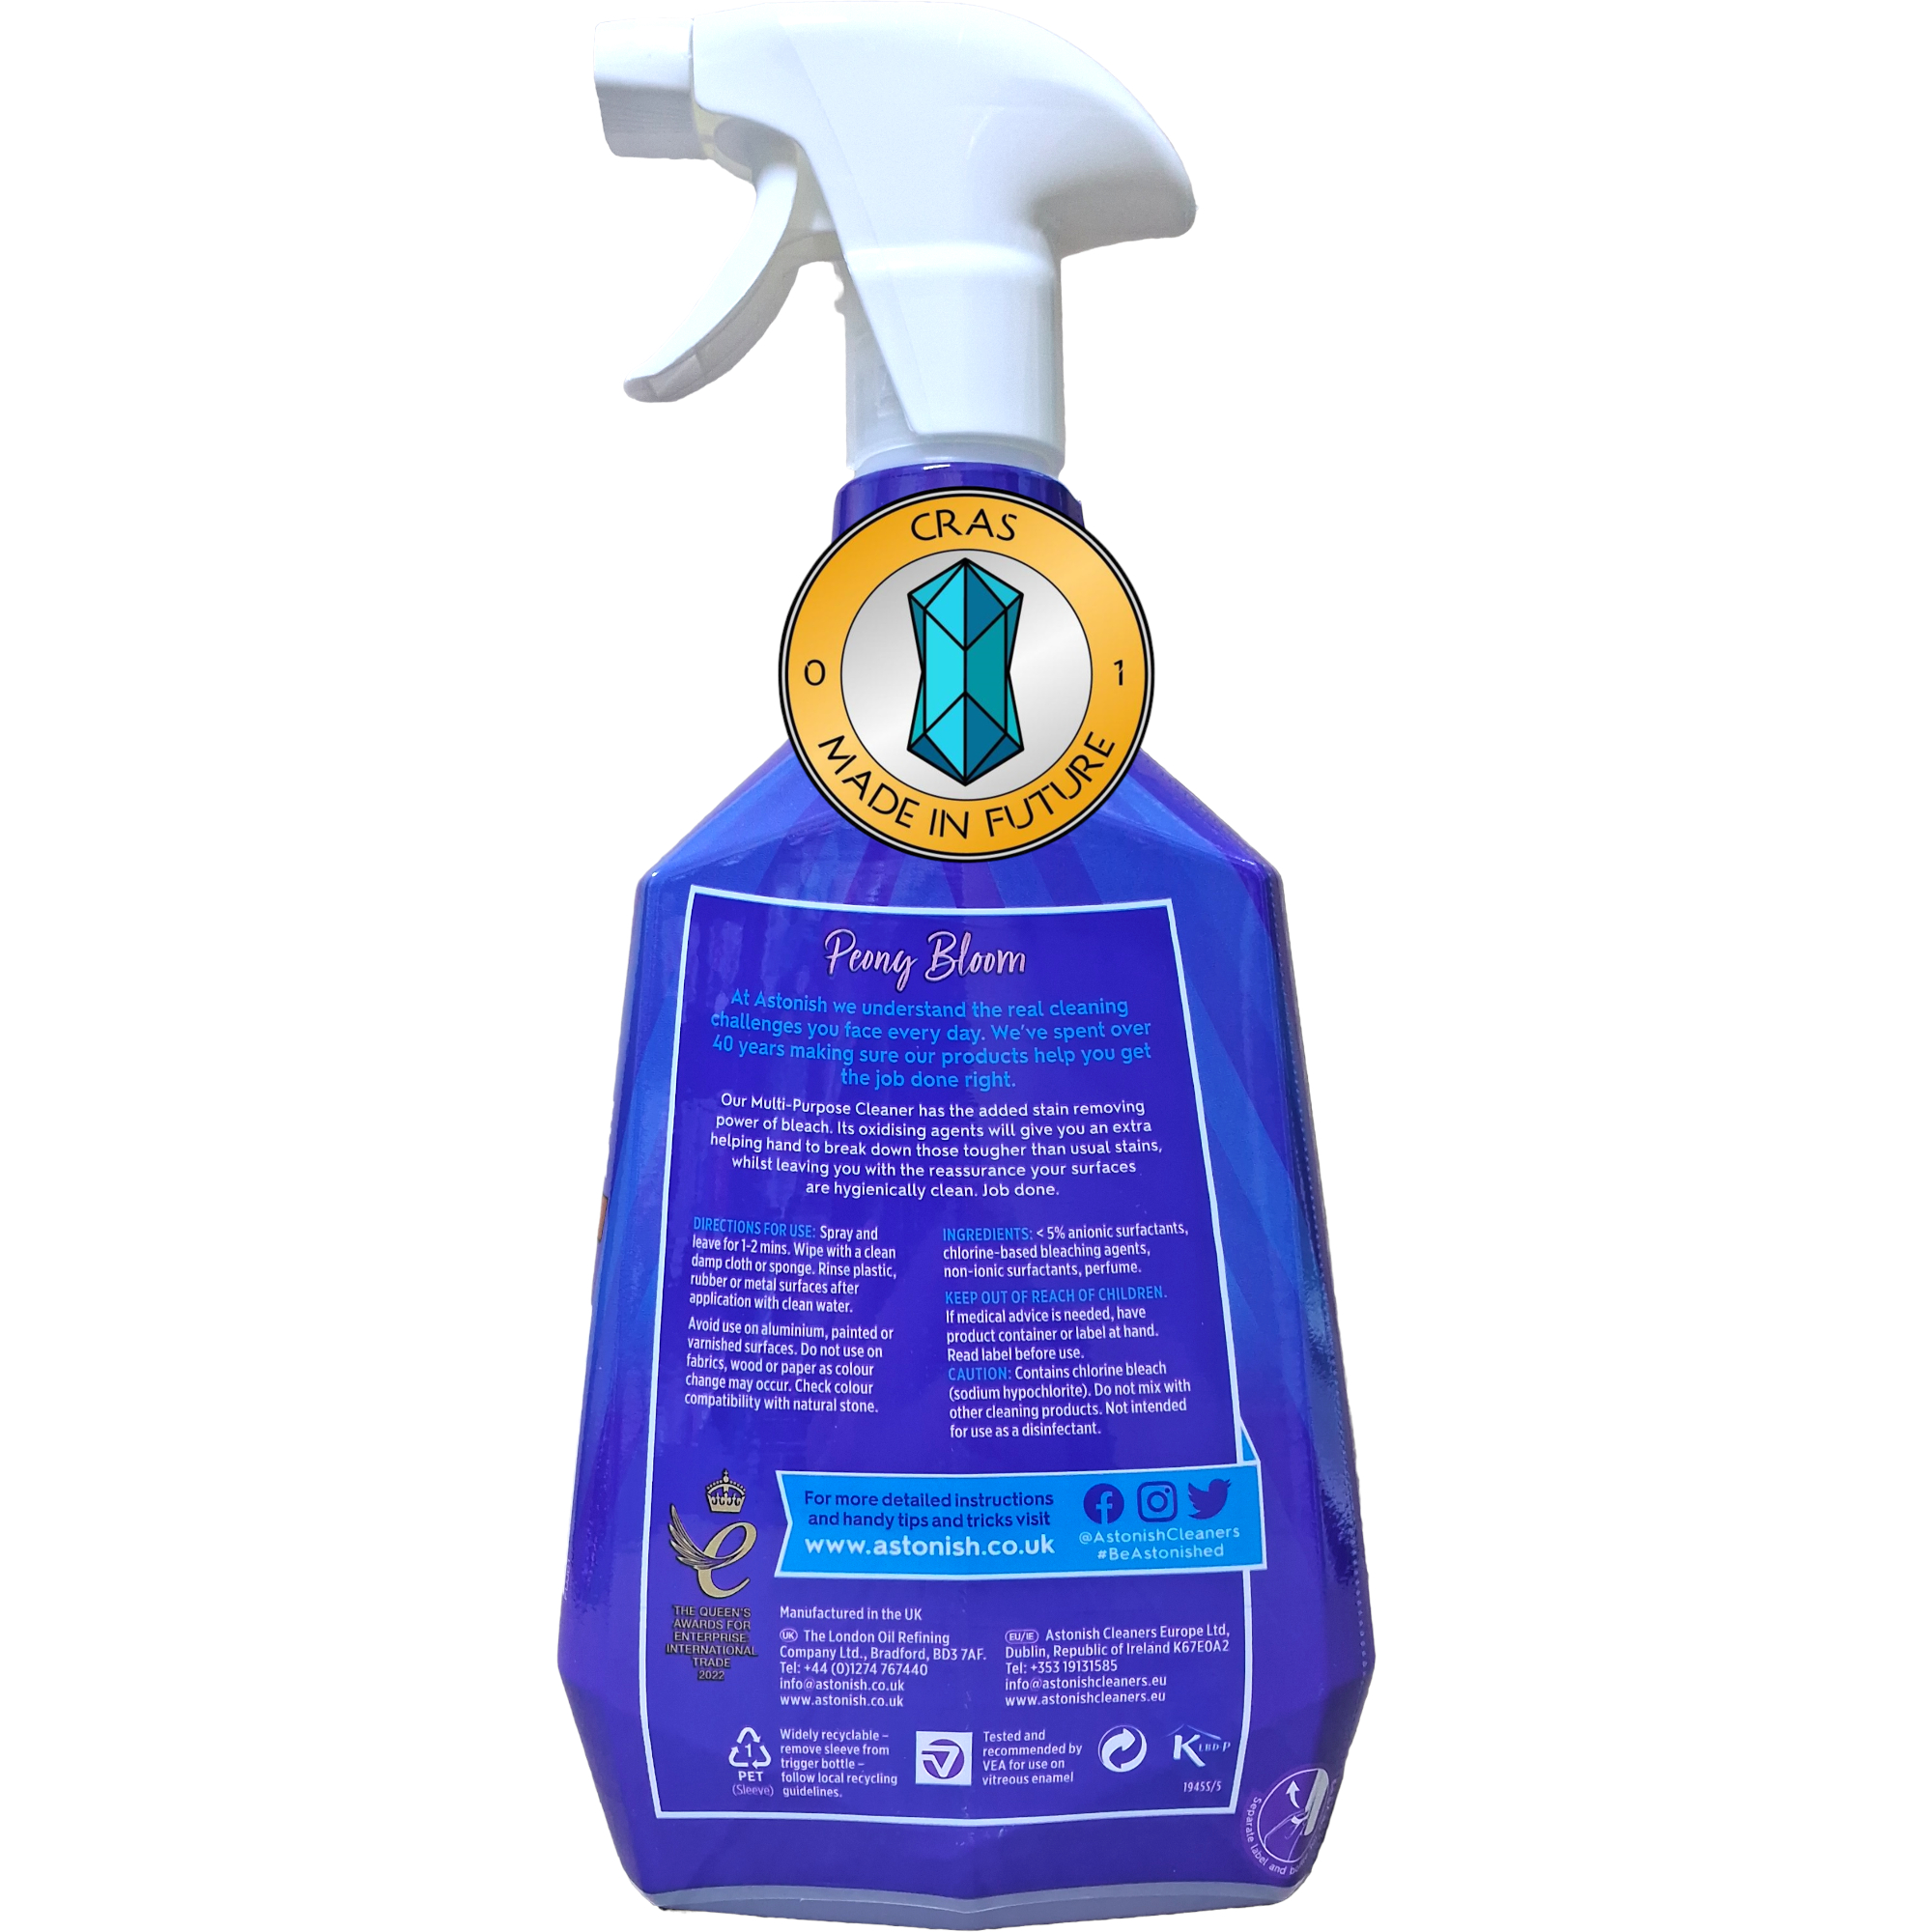 CRAS
0 1
MADE IN FUTURE
Peony Bloom
At Astonish we understand the real cleaning
challenges you face every day. We've spent over
40 years making sure our products help you get
the job done right.
Our Multi-Purpose Cleaner has the added stain removing
power of bleach. Its oxidising agents will give you an extra
helping hand to break down those tougher than usual stains,
whilst leaving you with the reassurance your surfaces
are hygienically clean. Job done.
DIRECTIONS FOR USE: Spray and
leave for 1-2 mins. Wipe with a clean
damp cloth or sponge. Rinse plastic,
rubber or metal surfaces after
application with clean water.
Avoid use on aluminium, painted or
varnished surfaces. Do not use on
fabrics, wood or paper as colour
change may occur. Check colour
compatibility with natural stone.
INGREDIENTS: < 5% anionic surfactants,
chlorine-based bleaching agents,
non-ionic surfactants, perfume.
KEEP OUT OF REACH OF CHILDREN.
If medical advice is needed, have
product container or label at hand.
Read label before use.
CAUTION: Contains chlorine bleach
(sodium hypochlorite). Do not mix with
other cleaning products. Not intended
for use as a disinfectant.
For more detailed instructions
and handy tips and tricks visit
www.astonish.co.uk
@AstonishCleaners
#BeAstonished
THE QUEEN'S
AWARDS FOR
ENTERPRISE:
INTERNATIONAL
TRADE
2022
Manufactured in the UK
UK The London Oil Refining
Company Ltd., Bradford, BD3 7AF.
Tel: +44 (0)1274 767440
info@astonish.co.uk
www.astonish.co.uk
EU/IE Astonish Cleaners Europe Ltd,
Dublin, Republic of Ireland K67E0A2
Tel: +353 19131585
info@astonishcleaners.eu
www.astonishcleaners.eu
1
PET
(Sleeve)
Widely recyclable –
remove sleeve from
trigger bottle –
follow local recycling
guidelines.
Tested and
recommended by
VEA for use on
vitreous enamel
K LBD-P
1945S/5
Separate label and